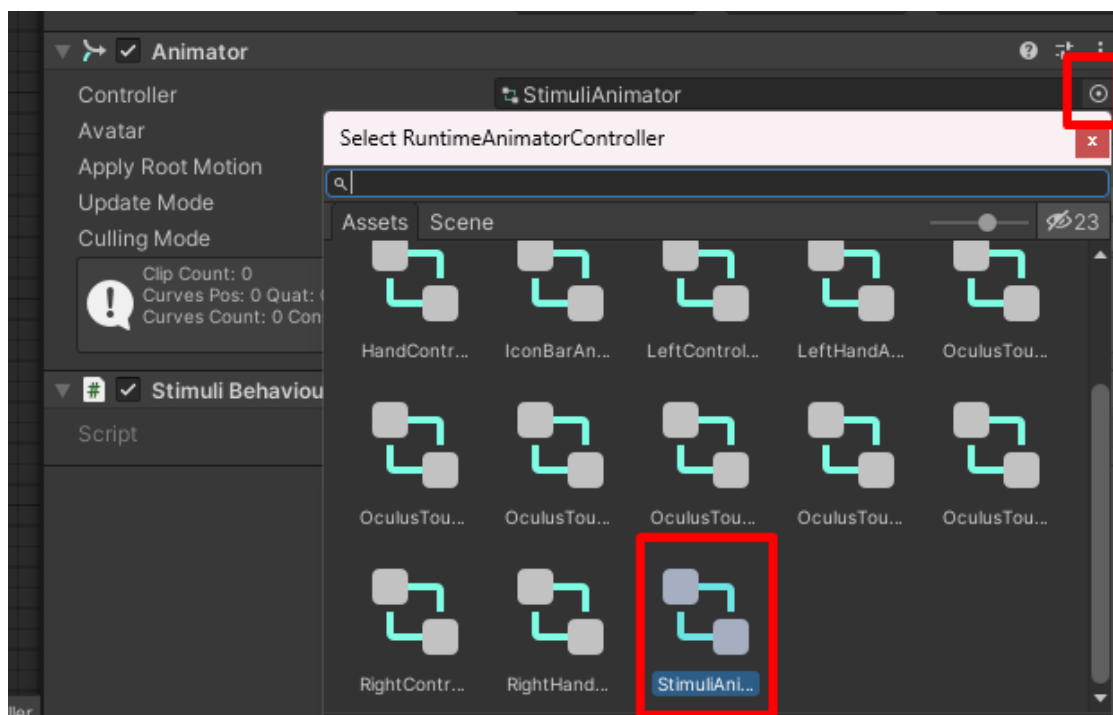 Animator
Controller
StimuliAnimator
Avatar
Select RuntimeAnimatorController
x
Apply Root Motion
Update Mode
Assets Scene
23
Culling Mode
Clip Count: 0
Curves Pos: 0 Quat:
Curves Count: 0 Con
HandContr... IconBarAn... LeftControl... LeftHandA... OculusTou...
# Stimuli Behaviou
Script
OculusTou... OculusTou... OculusTou... OculusTou... OculusTou...
RightContr... RightHand... StimuliAni...
ller